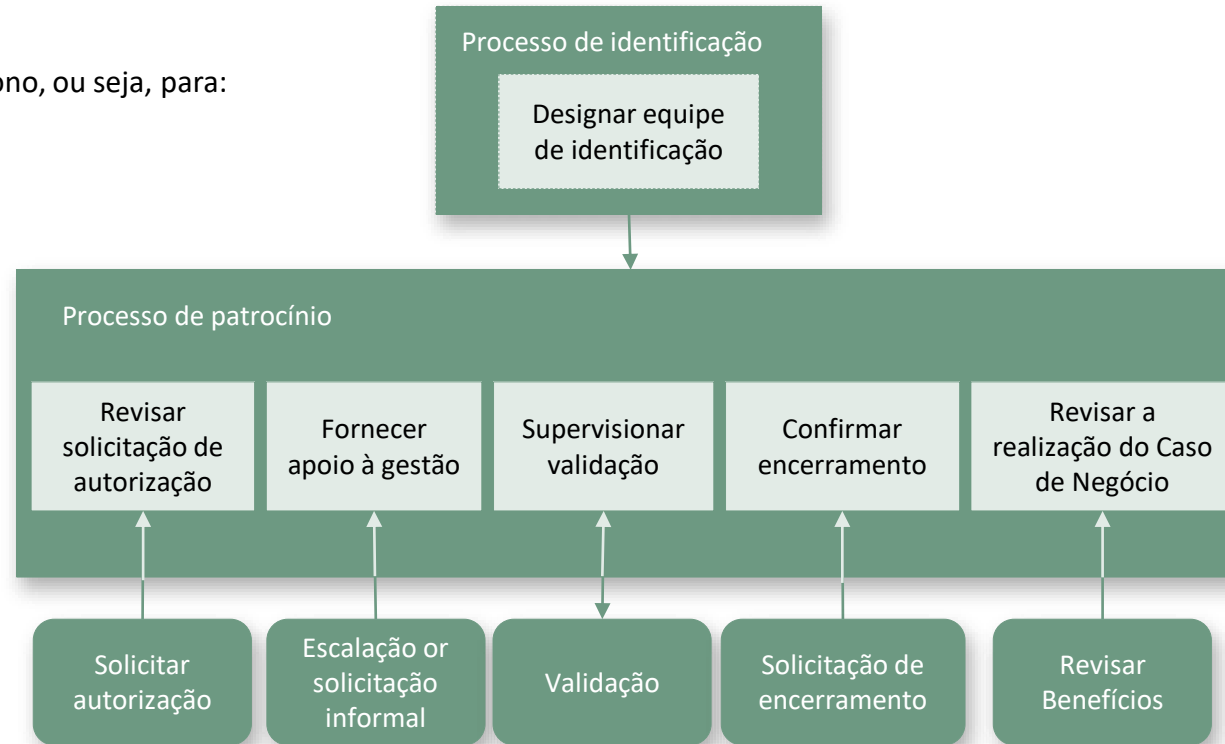 Processo de identificação
ono, ou seja, para:
Designar equipe
de identificação
Processo de patrocínio
Revisar
solicitação de
autorização
Fornecer
apoio à gestão
Supervisionar
validação
Confirmar
encerramento
Revisar a
realização do Caso
de Negócio
Solicitar
autorização
Escalação or
solicitação
informal
Validação
Solicitação de
encerramento
Revisar
Benefícios